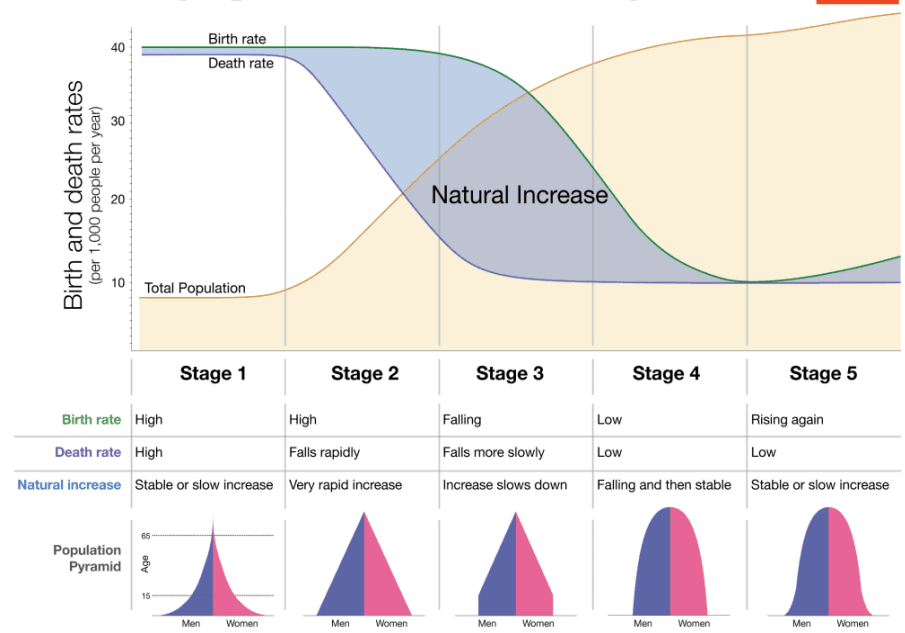 Birth rate
Death rate
40
30
20
10
Birth and death rates
(per 1,000 people per year)
Natural Increase
Total Population
Stage 1 Stage 2 Stage 3 Stage 4 Stage 5
Birth rate High High Falling Low Rising again
Death rate High Falls rapidly Falls more slowly Low Low
Natural increase Stable or slow increase Very rapid increase Increase slows down Falling and then stable Stable or slow increase
Population
Pyramid
65
Age
15
Men Women Men Women Men Women Men Women Men Women